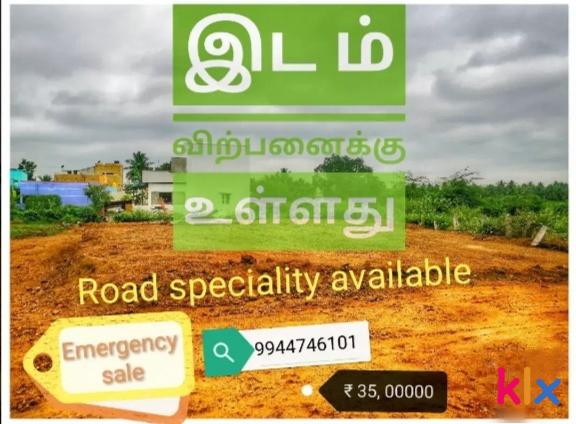 இடம்
விற்பனைக்கு
உள்ளது
Road speciality available
Emergency
sale
9944746101
₹ 35, 00000
klx